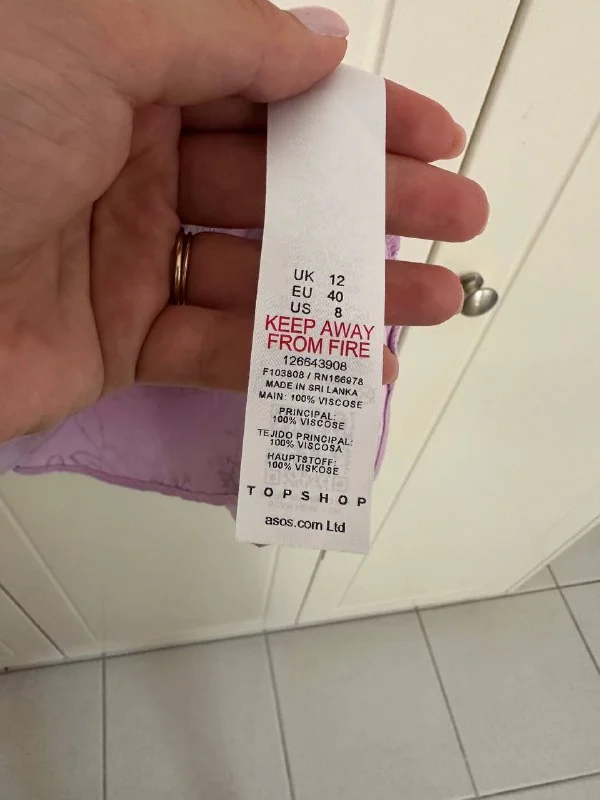 UK 12
EU 40
US 8
KEEP AWAY
FROM FIRE
126643908
F103808 / RN166978
MADE IN SRI LANKA
MAIN: 100% VISCOSE
PRINCIPAL:
100% VISCOSE
TEJIDO PRINCIPAL:
100% VISCOSA
HAUPTSTOFF:
100% VISKOSE
TOPSHOP
asos.com Ltd